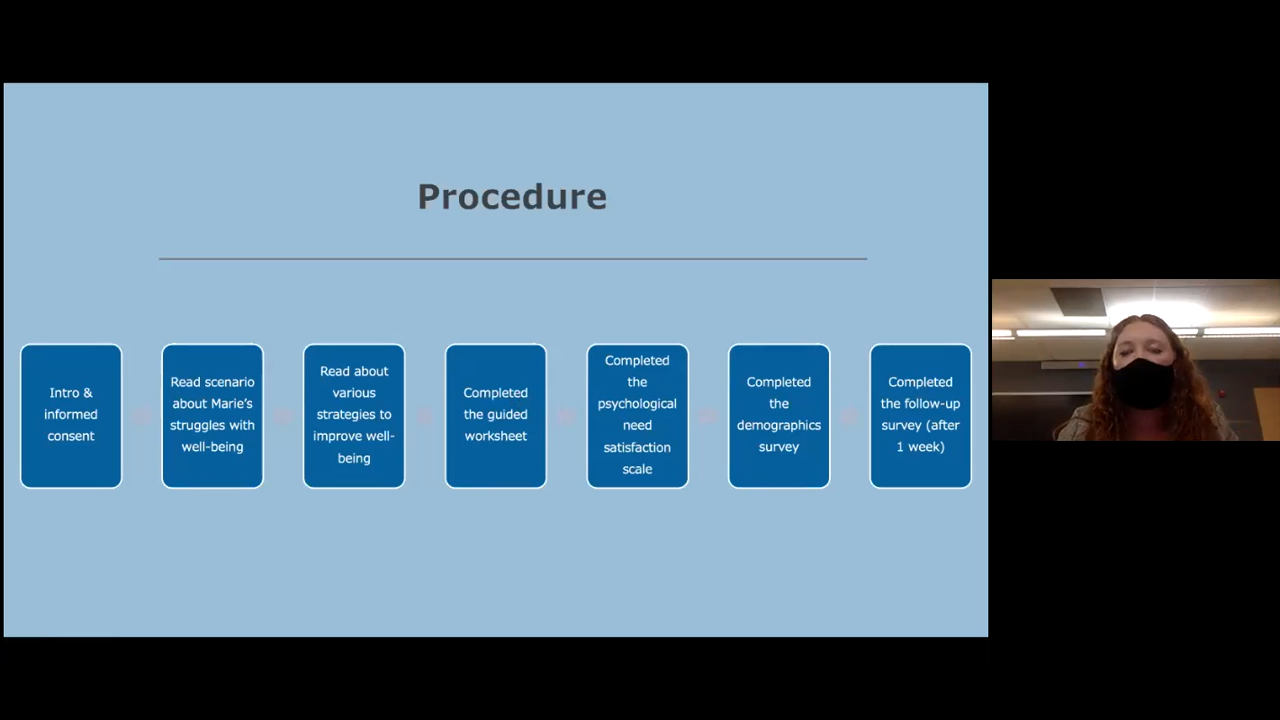 Procedure
Intro &
informed
consent
Read scenario
about Marie’s
struggles with
well-being
Read about
various
strategies to
improve well-
being
Completed
the guided
worksheet
Completed
the
psychological
need
satisfaction
scale
Completed
the
demographics
survey
Completed
the follow-up
survey (after
1 week)